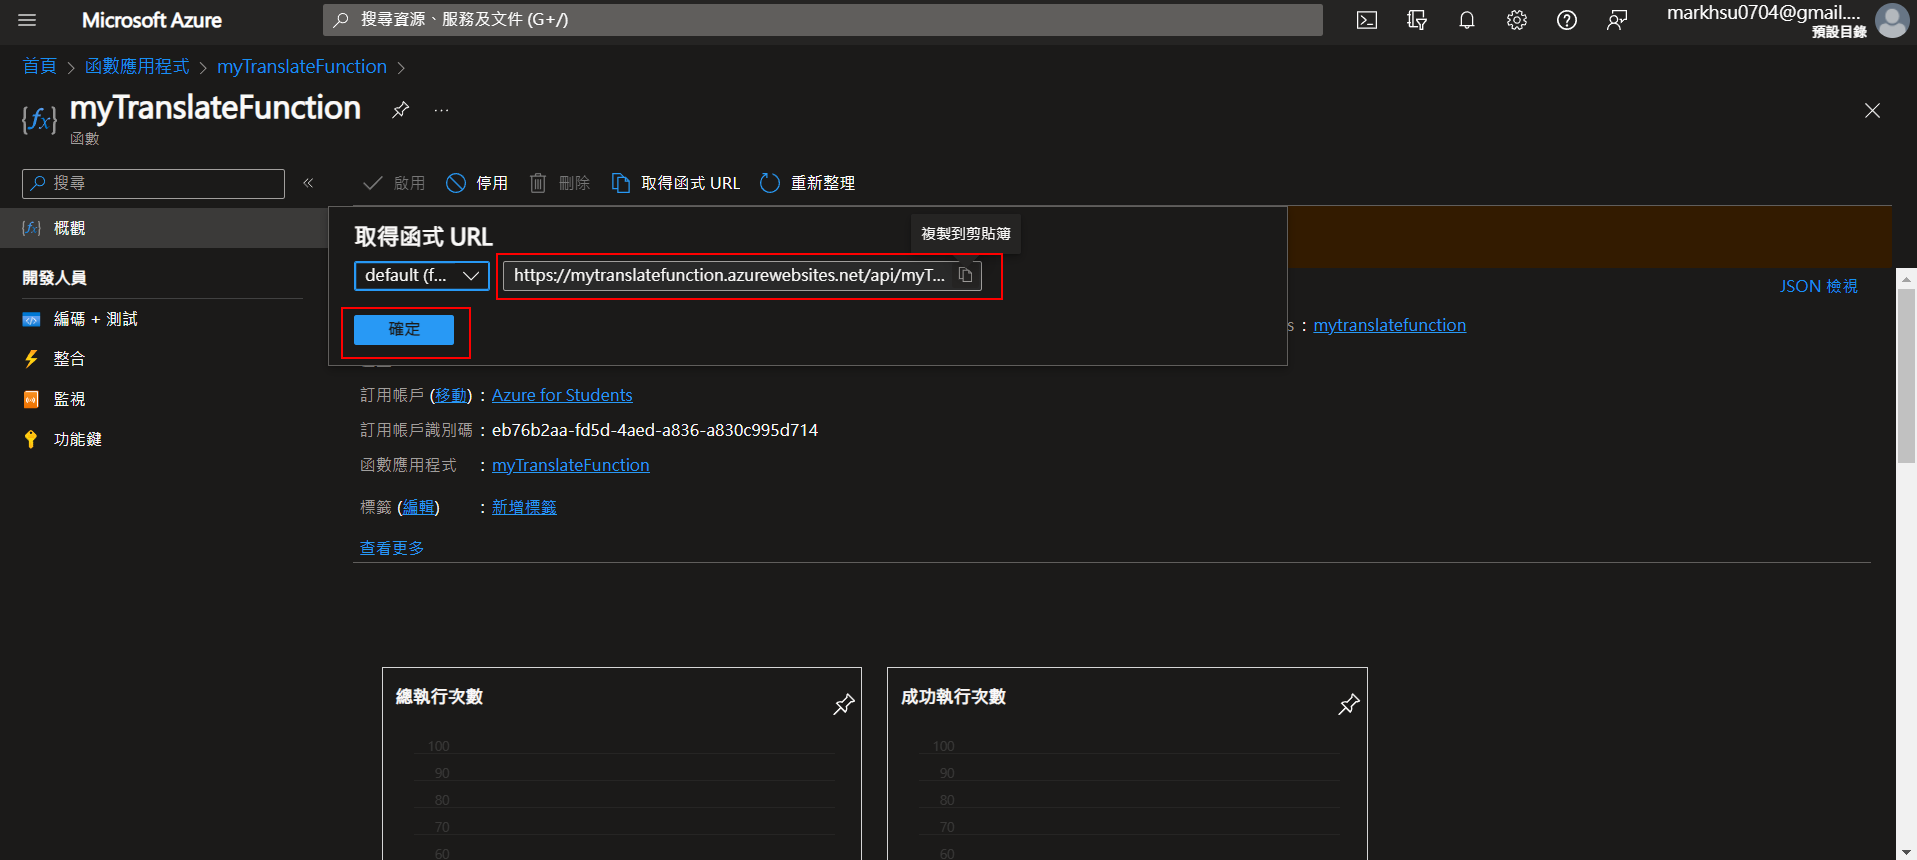 Microsoft Azure
搜尋資源、服務及文件 (G+/)
markhsu0704@gmail....
預設目錄
首頁 > 函數應用程式 > myTranslateFunction >
myTranslateFunction
...
函數
搜尋
«
啟用
停用
刪除
取得函式 URL
重新整理
概觀
開發人員
編碼 + 測試
整合
監視
功能鍵
取得函式 URL
複製到剪貼簿
default (f...
https://mytranslatefunction.azurewebsites.net/api/myT...
確定
JSON 檢視
s : mytranslatefunction
訂用帳戶 (移動) : Azure for Students
訂用帳戶識別碼 : eb76b2aa-fd5d-4aed-a836-a830c995d714
函數應用程式 : myTranslateFunction
標籤 (編輯) : 新增標籤
查看更多
總執行次數
100
90
80
70
60
成功執行次數
100
90
80
70
60